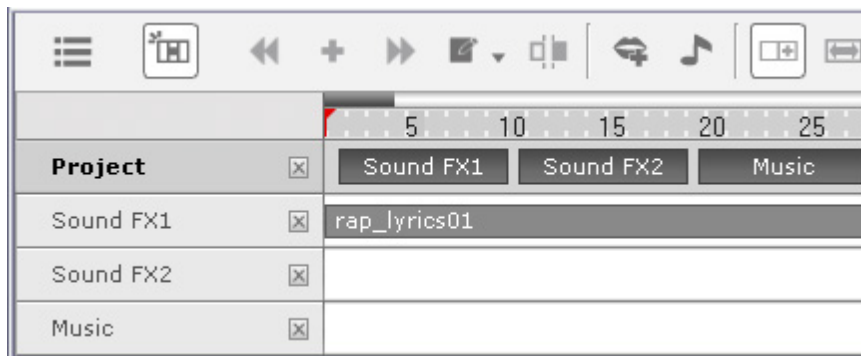 5 10 15 20 25
Project Sound FX1 Sound FX2 Music
Sound FX1 rap_lyrics01
Sound FX2
Music